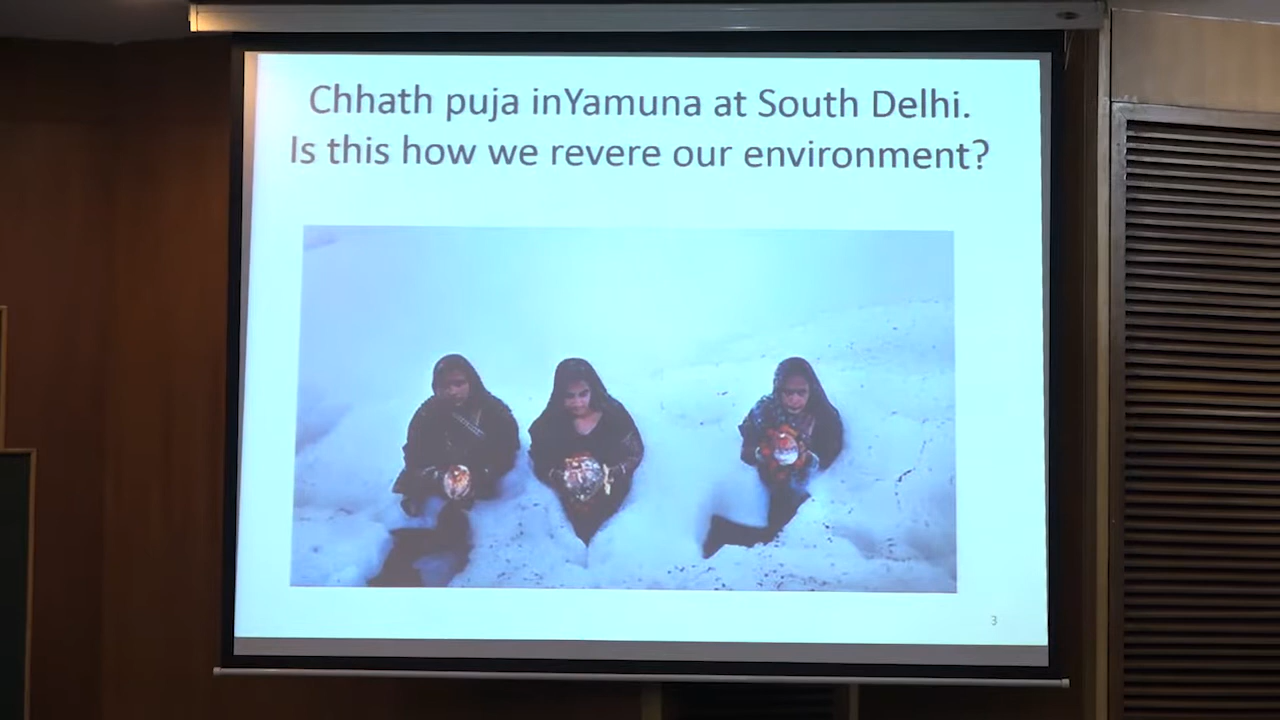 Chhath puja inYamuna at South Delhi.
Is this how we revere our environment?
3